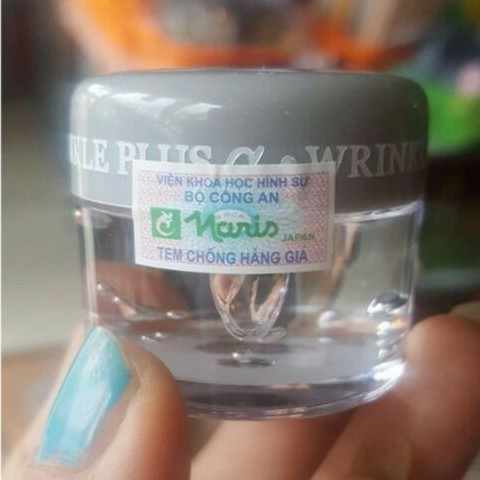 KLE PLUS WRINK
VIỆN KHOA HỌC HÌNH SỰ
BỘ CÔNG AN
Naris
JAPAN
TEM CHỐNG HÀNG GIẢ